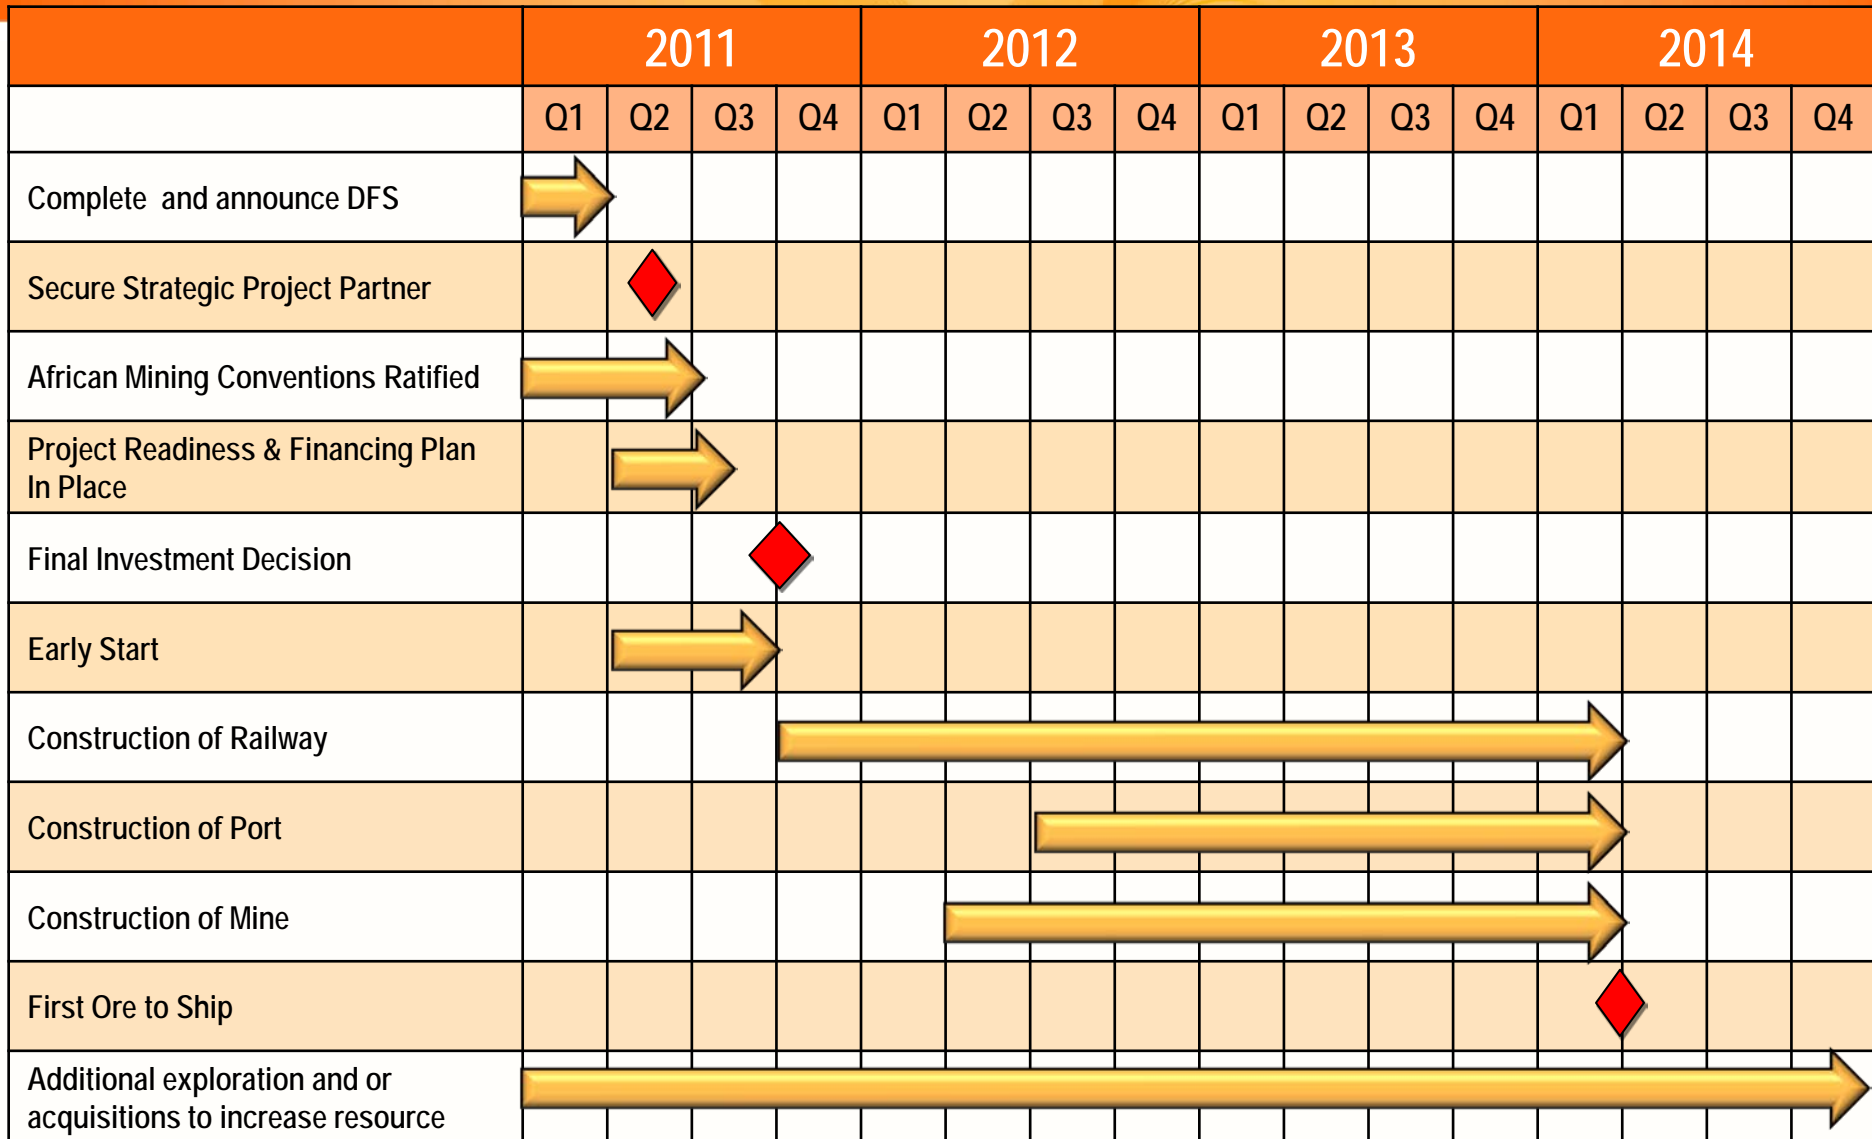 2011 2012 2013 2014
Q1 Q2 Q3 Q4 Q1 Q2 Q3 Q4 Q1 Q2 Q3 Q4 Q1 Q2 Q3 Q4
Complete and announce DFS
Secure Strategic Project Partner
African Mining Conventions Ratified
Project Readiness & Financing Plan
In Place
Final Investment Decision
Early Start
Construction of Railway
Construction of Port
Construction of Mine
First Ore to Ship
Additional exploration and or
acquisitions to increase resource